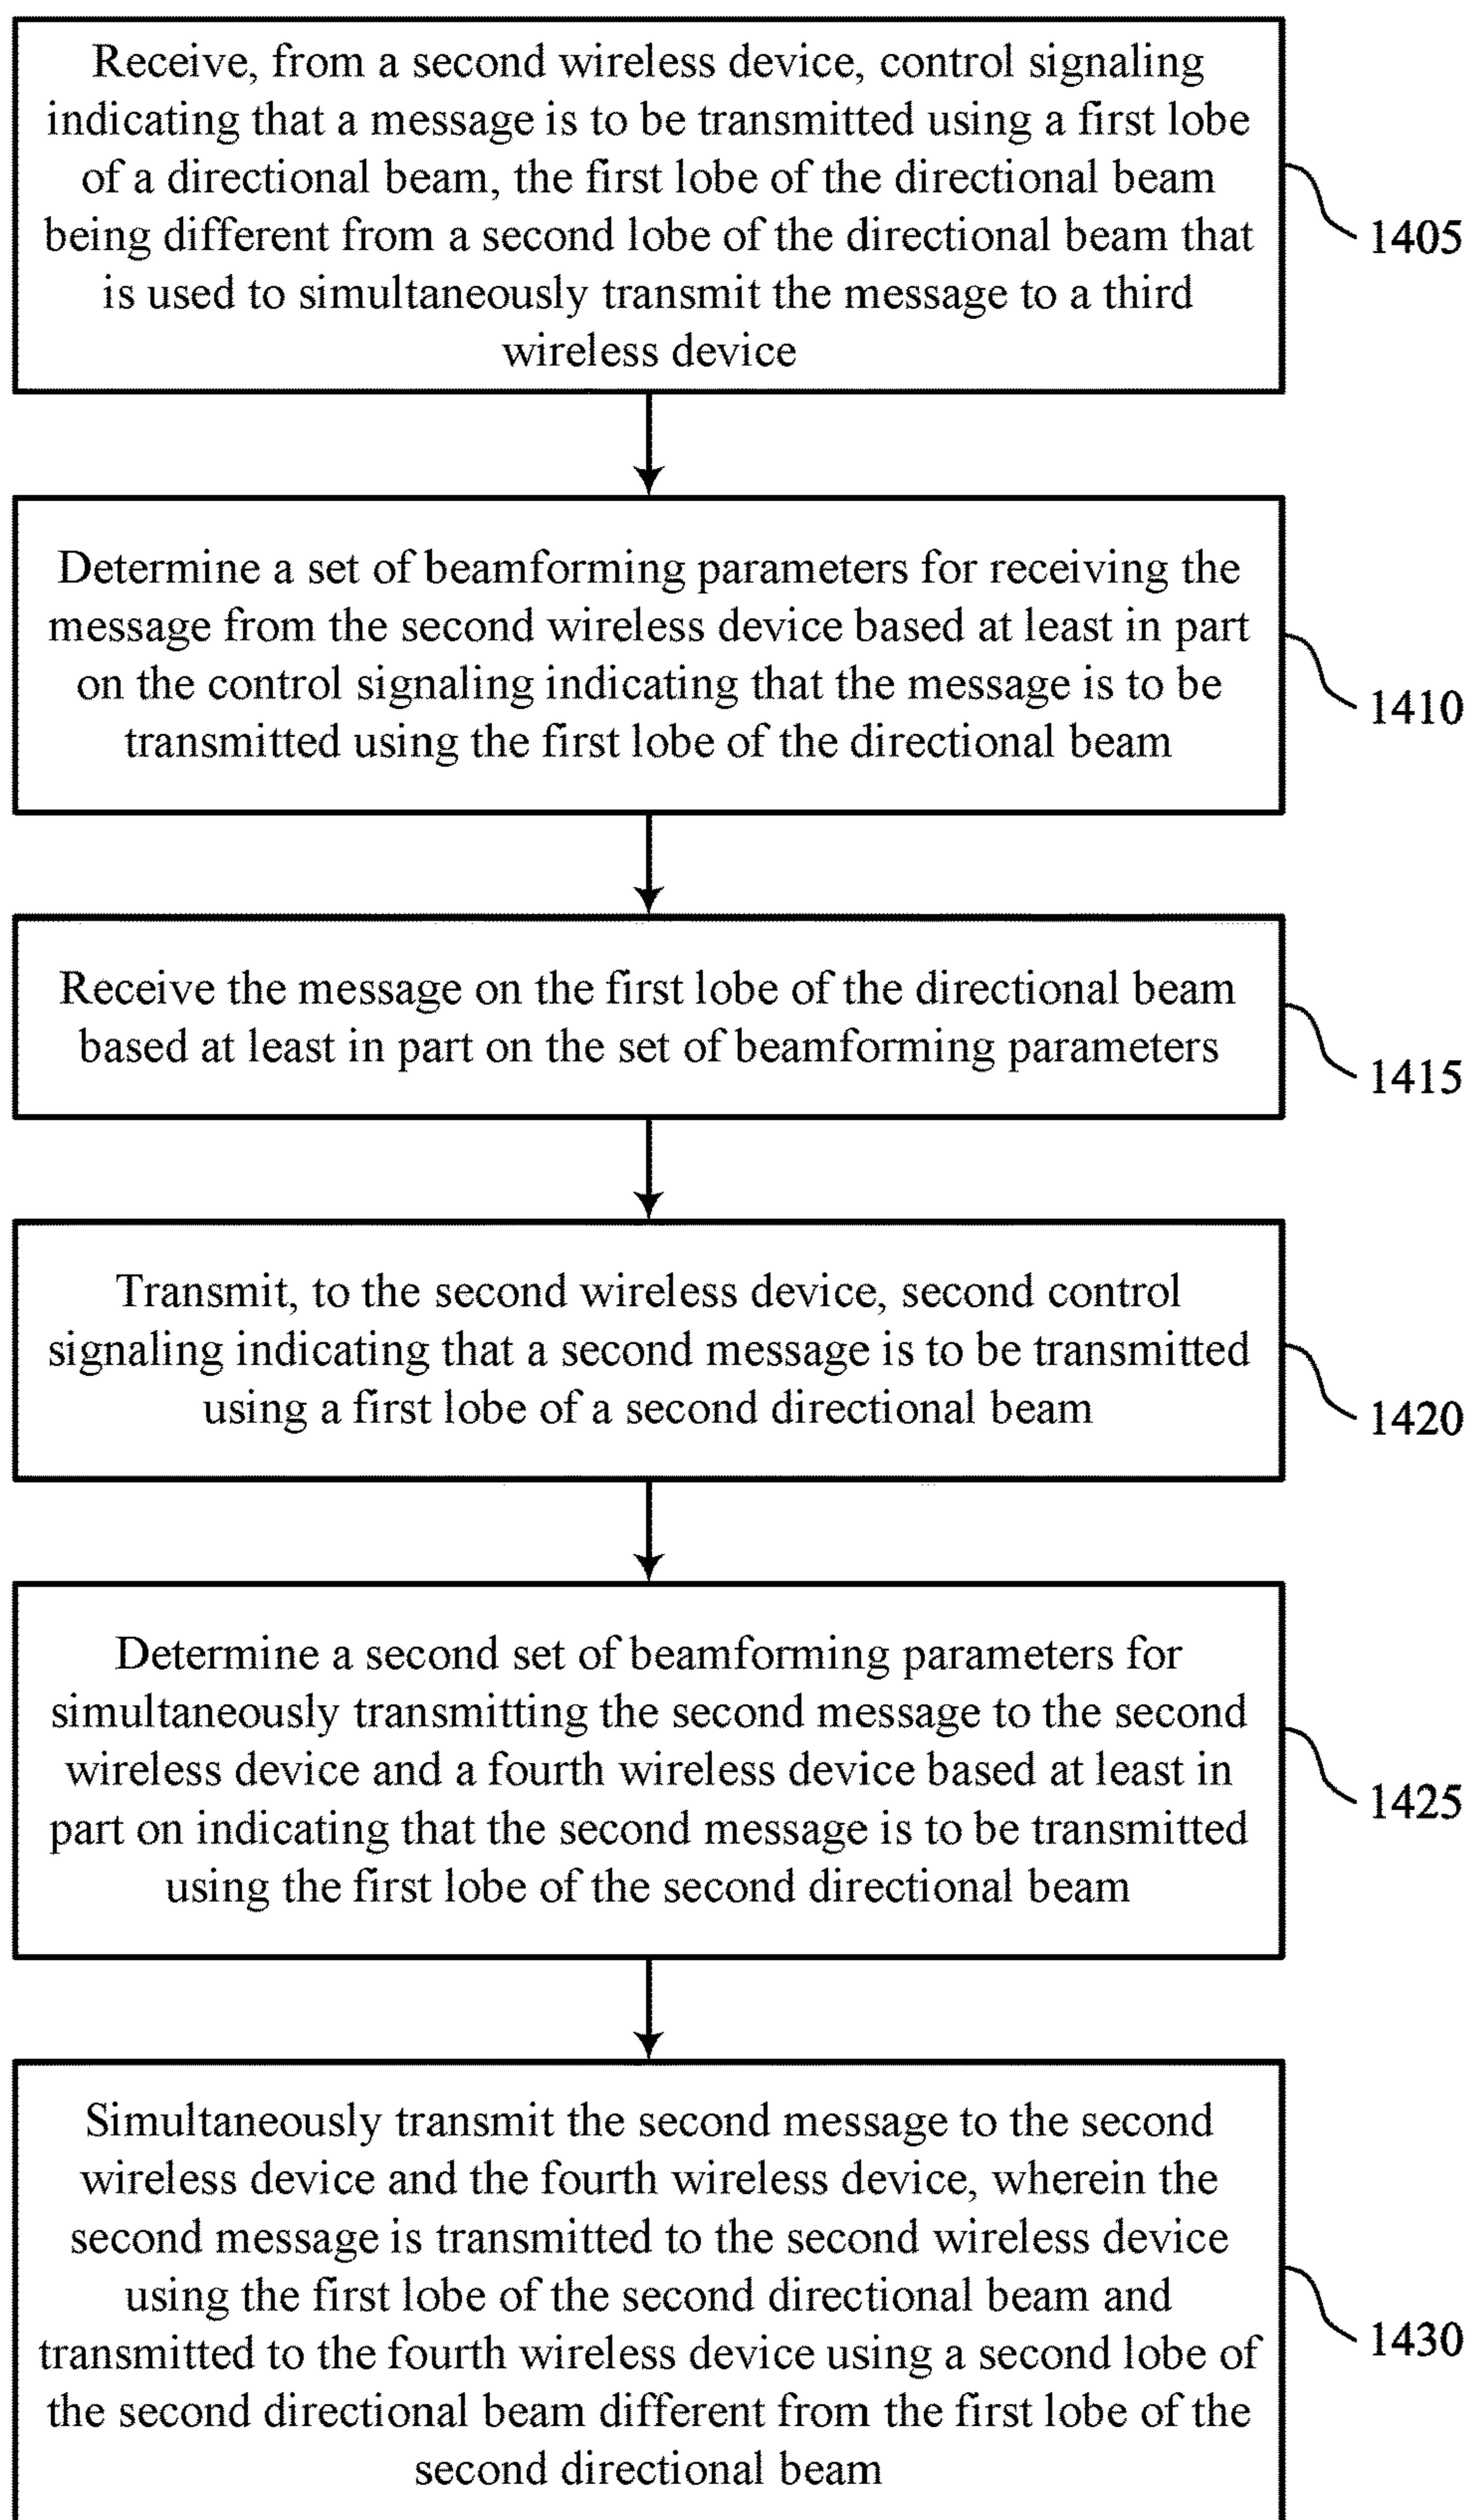 Receive, from a second wireless device, control signaling
indicating that a message is to be transmitted using a first lobe
of a directional beam, the first lobe of the directional beam
being different from a second lobe of the directional beam that
is used to simultaneously transmit the message to a third
wireless device
1405
Determine a set of beamforming parameters for receiving the
message from the second wireless device based at least in part
on the control signaling indicating that the message is to be
transmitted using the first lobe of the directional beam
1410
Receive the message on the first lobe of the directional beam
based at least in part on the set of beamforming parameters
1415
Transmit, to the second wireless device, second control
signaling indicating that a second message is to be transmitted
using a first lobe of a second directional beam
1420
Determine a second set of beamforming parameters for
simultaneously transmitting the second message to the second
wireless device and a fourth wireless device based at least in
part on indicating that the second message is to be transmitted
using the first lobe of the second directional beam
1425
Simultaneously transmit the second message to the second
wireless device and the fourth wireless device, wherein the
second message is transmitted to the second wireless device
using the first lobe of the second directional beam and
transmitted to the fourth wireless device using a second lobe of
the second directional beam different from the first lobe of the
second directional beam
1430